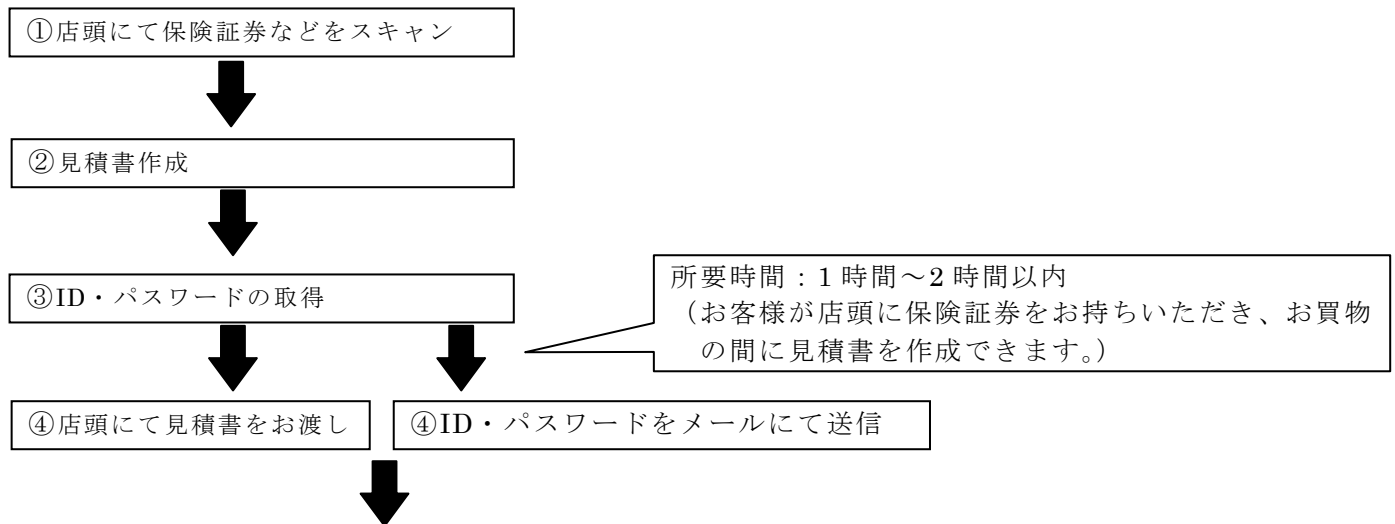 ①店頭にて保険証券などをスキャン
②見積書作成
③ID・パスワードの取得
所要時間：1時間～2時間以内
（お客様が店頭に保険証券をお持ちいただき、お買物
の間に見積書を作成できます。）
④店頭にて見積書をお渡し
④ID・パスワードをメールにて送信